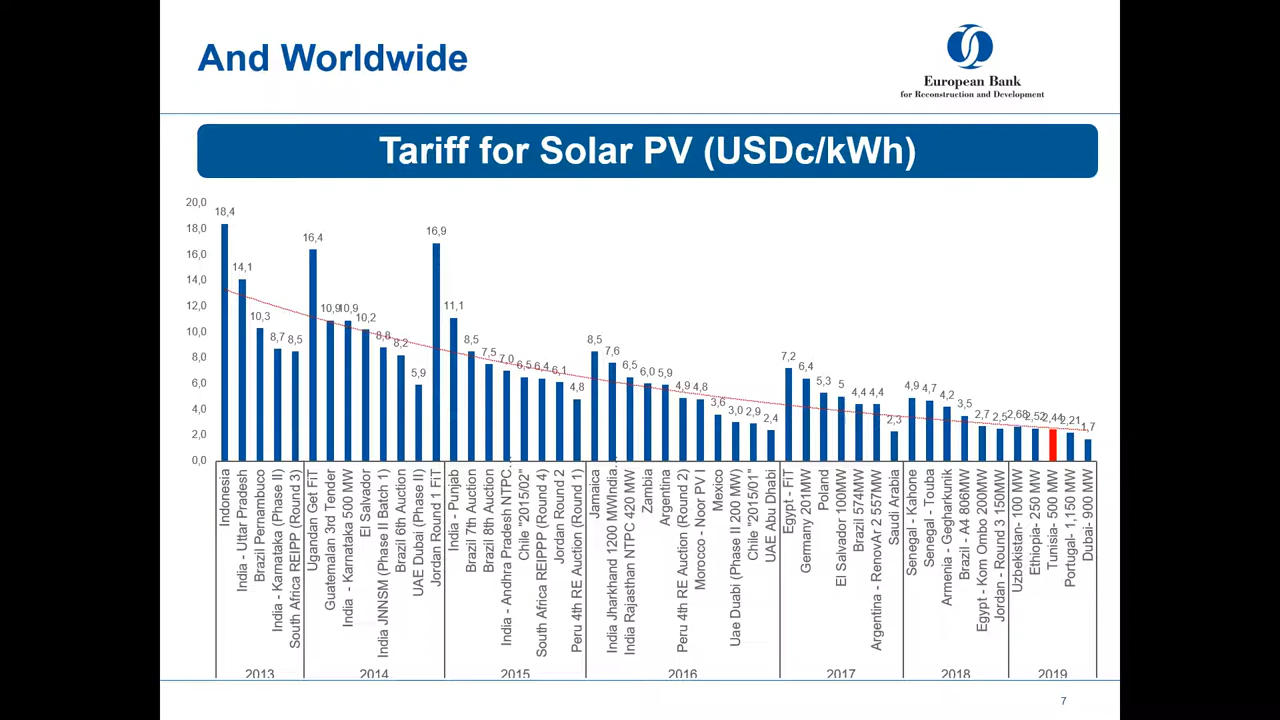 And Worldwide
European Bank
for Reconstruction and Development
Tariff for Solar PV (USDc/kWh)
20,0
18,0
16,0
14,0
12,0
10,0
8,0
6,0
4,0
2,0
0,0
18,4
14,1
10,3
8,7
8,5
16,4
10,9
10,9
10,2
8,8
8,2
5,9
16,9
11,1
8,5
7,5
7,0
6,5
6,4
6,1
4,8
8,5
7,6
6,5
6,0
5,9
4,9
4,8
3,6
3,0
2,9
2,4
7,2
6,4
5,3
5
4,4
4,4
2,3
4,9
4,7
4,2
3,5
2,7
2,5
2,68
2,52
2,44
2,21
1,7
Indonesia
India - Uttar Pradesh
Brazil Pernambuco
India - Karnataka (Phase II)
South Africa REIPP (Round 3)
Ugandan Get FiT
Guatemalan 3rd Tender
India - Karnataka 500 MW
El Salvador
India JNNSM (Phase II Batch 1)
Brazil 6th Auction
UAE Dubai (Phase II)
Jordan Round 1 FiT
India - Punjab
Brazil 7th Auction
Brazil 8th Auction
India - Andhra Pradesh NTPC…
Chile "2015/02"
South Africa REIPPP (Round 4)
Jordan Round 2
Peru 4th RE Auction (Round 1)
Jamaica
India Jharkhand 1200 MWIndia…
India Rajasthan NTPC 420 MW
Zambia
Argentina
Peru 4th RE Auction (Round 2)
Morocco - Noor PV I
Mexico
Uae Duabi (Phase II 200 MW)
Chile "2015/01"
UAE Abu Dhabi
Egypt - FiT
Germany 201MW
Poland
El Salvador 100MW
Brazil 574MW
Argentina - RenovAr 2 557MW
Saudi Arabia
Senegal - Kahone
Senegal - Touba
Armenia - Gegharkunik
Brazil - A4 806MW
Egypt - Kom Ombo 200MW
Jordan - Round 3 150MW
Uzbekistan- 100 MW
Ethiopia- 250 MW
Tunisia- 500 MW
Portugal- 1,150 MW
Dubai- 900 MW
2013
2014
2015
2016
2017
2018
2019
7